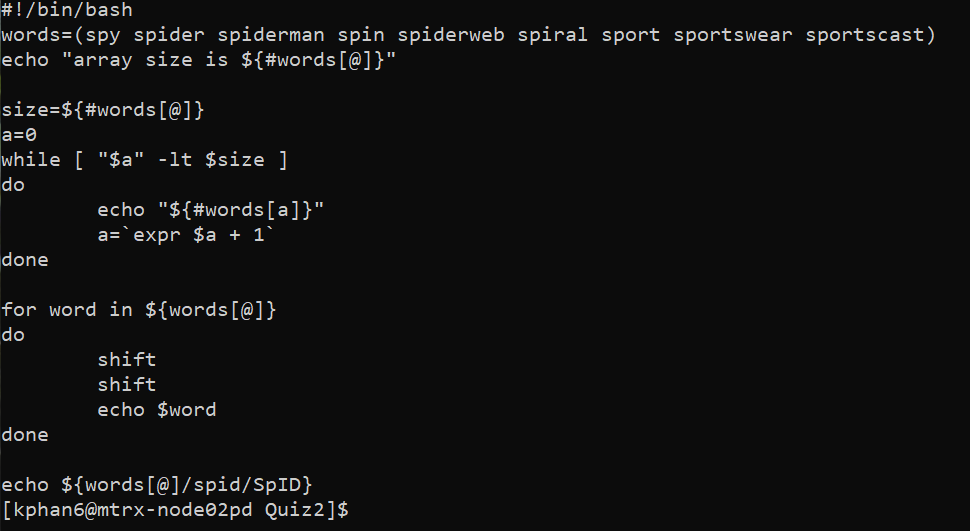 #!/bin/bash
words=(spy spider spiderman spin spiderweb spiral sport sportswear sportscast)
echo "array size is ${#words[@]}"
size=${#words[@]}
a=0
while [ "$a" -lt $size ]
do
echo "${#words[a]}"
a=`expr $a + 1`
done
for word in ${words[@]}
do
shift
shift
echo $word
done
echo ${words[@]/spid/SpID}
[kphan6@mtrx-node02pd Quiz2]$